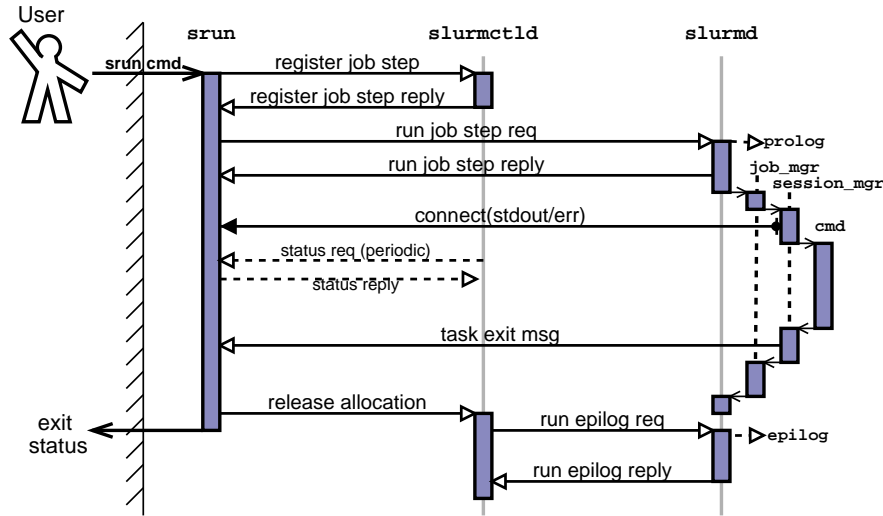 User
srun
slurmctld
slurmd
srun cmd
register job step
register job step reply
run job step req
prolog
run job step reply
job_mgr
session_mgr
connect(stdout/err)
cmd
status req (periodic)
status reply
task exit msg
release allocation
exit
status
run epilog req
epilog
run epilog reply